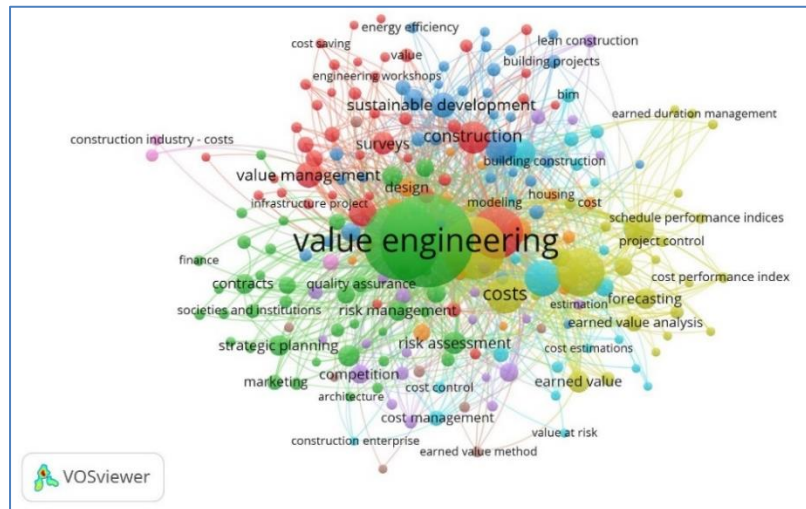 energy efficiency
cost saving
value
lean construction
building projects
engineering workshops
bim
sustainable development
earned duration management
construction industry - costs
surveys
construction
building construction
value management
design
infrastructure project
modeling
housing
cost
schedule performance indices
value engineering
project control
finance
contracts
quality assurance
cost performance index
costs
estimation
forecasting
societies and institutions
risk management
earned value analysis
strategic planning
risk assessment
cost estimations
marketing
competition
cost control
earned value
architecture
cost management
construction enterprise
value at risk
earned value method
VOSviewer